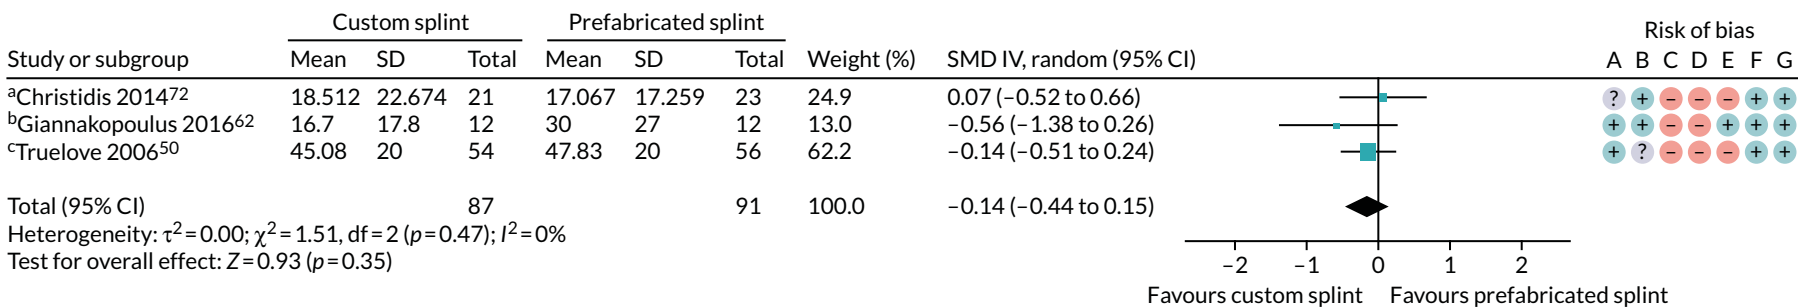 Custom splint Prefabricated splint Risk of bias
Study or subgroup Mean SD Total Mean SD Total Weight (%) SMD IV, random (95% CI) A B C D E F G
aChristidis 201472 18.512 22.674 21 17.067 17.259 23 24.9 0.07 (−0.52 to 0.66) ? + − − − + +
bGiannakopoulus 201662 16.7 17.8 12 30 27 12 13.0 −0.56 (−1.38 to 0.26) + + − − + + +
cTruelove 200650 45.08 20 54 47.83 20 56 62.2 −0.14 (−0.51 to 0.24) + ? − − − + +
Total (95% CI) 87 91 100.0 −0.14 (−0.44 to 0.15)
Heterogeneity: τ2=0.00; χ2=1.51, df=2 (p=0.47); I2=0%
Test for overall effect: Z=0.93 (p=0.35)
−2 −1 0 1 2
Favours custom splint Favours prefabricated splint